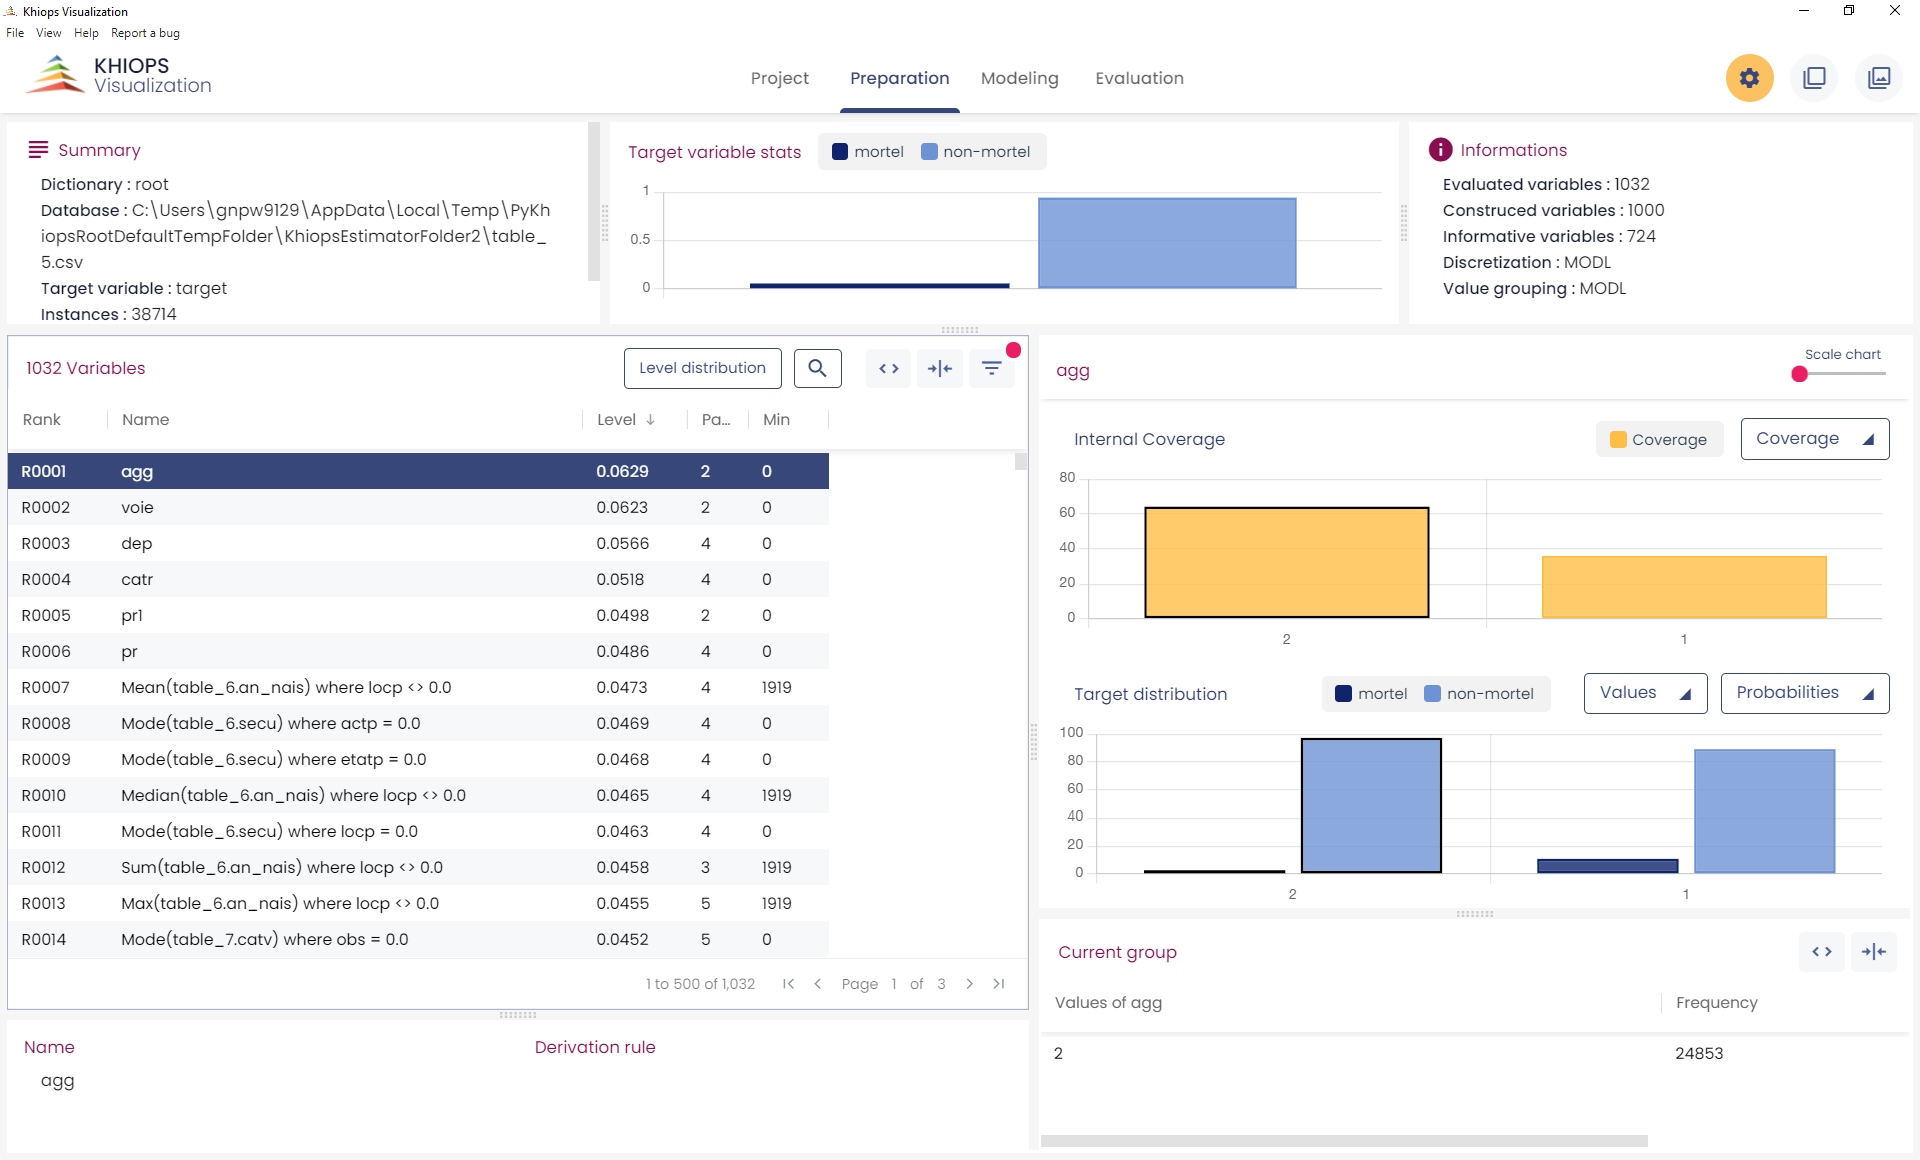 Khiops Visualization
File View Help Report a bug
KHIOPS
Visualization
Project Preparation Modeling Evaluation
Summary
Dictionary : root
Database : C:\Users\gnpw9129\AppData\Local\Temp\PyKh
iopsRootDefaultTempFolder\KhiopsEstimatorFolder2\table_
5.csv
Target variable : target
Instances : 38714
Target variable stats mortel non-mortel
1
0.5
0
Informations
Evaluated variables : 1032
Construced variables : 1000
Informative variables : 724
Discretization : MODL
Value grouping : MODL
1032 Variables Level distribution
Rank Name Level Pa... Min
R0001 agg 0.0629 2 0
R0002 voie 0.0623 2 0
R0003 dep 0.0566 4 0
R0004 catr 0.0518 4 0
R0005 pr1 0.0498 2 0
R0006 pr 0.0486 4 0
R0007 Mean(table_6.an_nais) where locp <> 0.0 0.0473 4 1919
R0008 Mode(table_6.secu) where actp = 0.0 0.0469 4 0
R0009 Mode(table_6.secu) where etatp = 0.0 0.0468 4 0
R0010 Median(table_6.an_nais) where locp <> 0.0 0.0465 4 1919
R0011 Mode(table_6.secu) where locp = 0.0 0.0463 4 0
R0012 Sum(table_6.an_nais) where locp <> 0.0 0.0458 3 1919
R0013 Max(table_6.an_nais) where locp <> 0.0 0.0455 5 1919
R0014 Mode(table_7.catv) where obs = 0.0 0.0452 5 0
1 to 500 of 1,032 Page 1 of 3
Name Derivation rule
agg
agg Scale chart
Internal Coverage Coverage Coverage
80
60
40
20
0
2 1
Target distribution mortel non-mortel Values Probabilities
100
80
60
40
20
0
2 1
Current group
Values of agg Frequency
2 24853